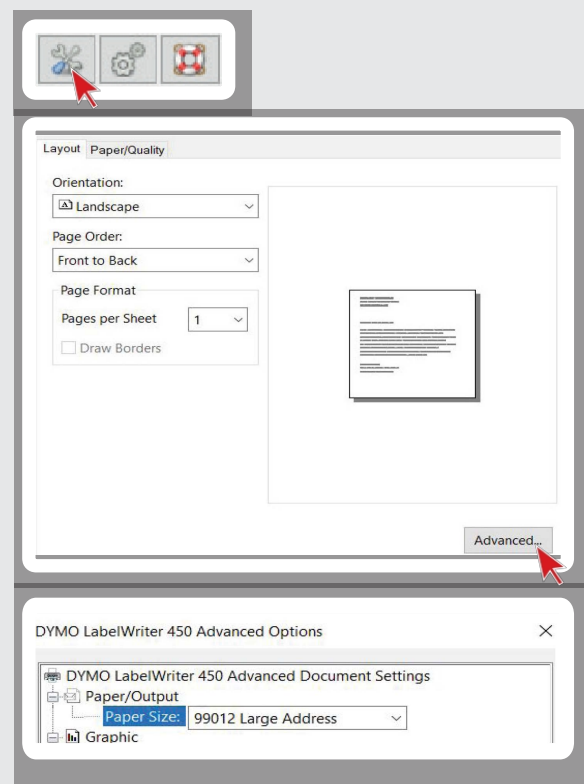 Layout Paper/Quality
Orientation:
Landscape
Page Order:
Front to Back
Page Format
Pages per Sheet 1
Draw Borders
Advanced...
DYMO LabelWriter 450 Advanced Options
DYMO LabelWriter 450 Advanced Document Settings
Paper/Output
Paper Size: 99012 Large Address
Graphic